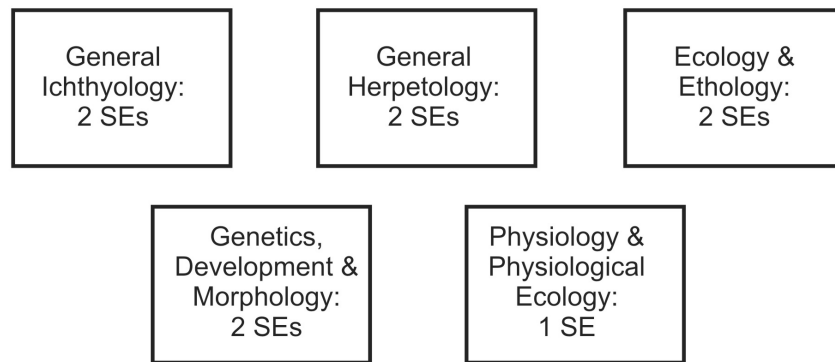 General
Ichthyology:
2 SEs
General
Herpetology:
2 SEs
Ecology &
Ethology:
2 SEs
Genetics,
Development &
Morphology:
2 SEs
Physiology &
Physiological
Ecology:
1 SE